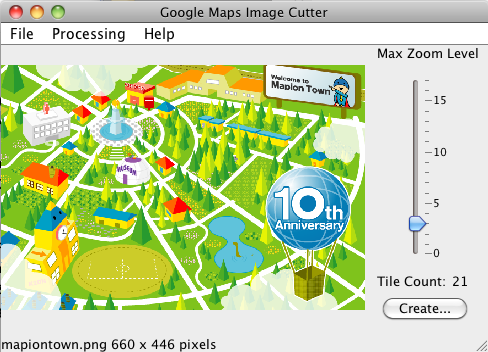 Google Maps Image Cutter
File Processing Help
Max Zoom Level
Welcome to
Mapion Town
15
10
MUSEUM
5
10th
Anniversary
0
Tile Count: 21
Create...
mapiontown.png 660 x 446 pixels